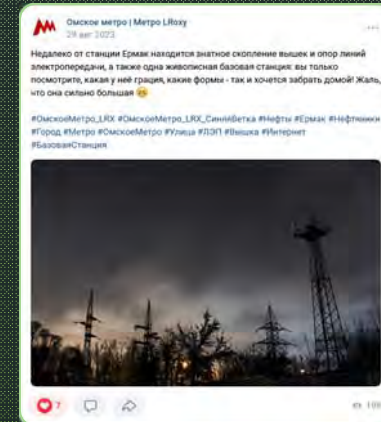 Омское метро | Метро LRoxy
29 авг 2023
Недалеко от станции Ермак находится знатное скопление вышек и опор линий
электропередачи, а также одна живописная базовая станция: вы только
посмотрите, какая у неё грация, какие формы - так и хочется забрать домой! Жаль,
что она сильно большая
#ОмскоеМетро_LRX #ОмскоеМетро_LRX_СиняяВетка #Нефты #Ермак #Нефтяники
#Город #Метро #ОмскоеМетро #Улица #ЛЭП #Вышка #Интернет
#БазоваяСтанция
7